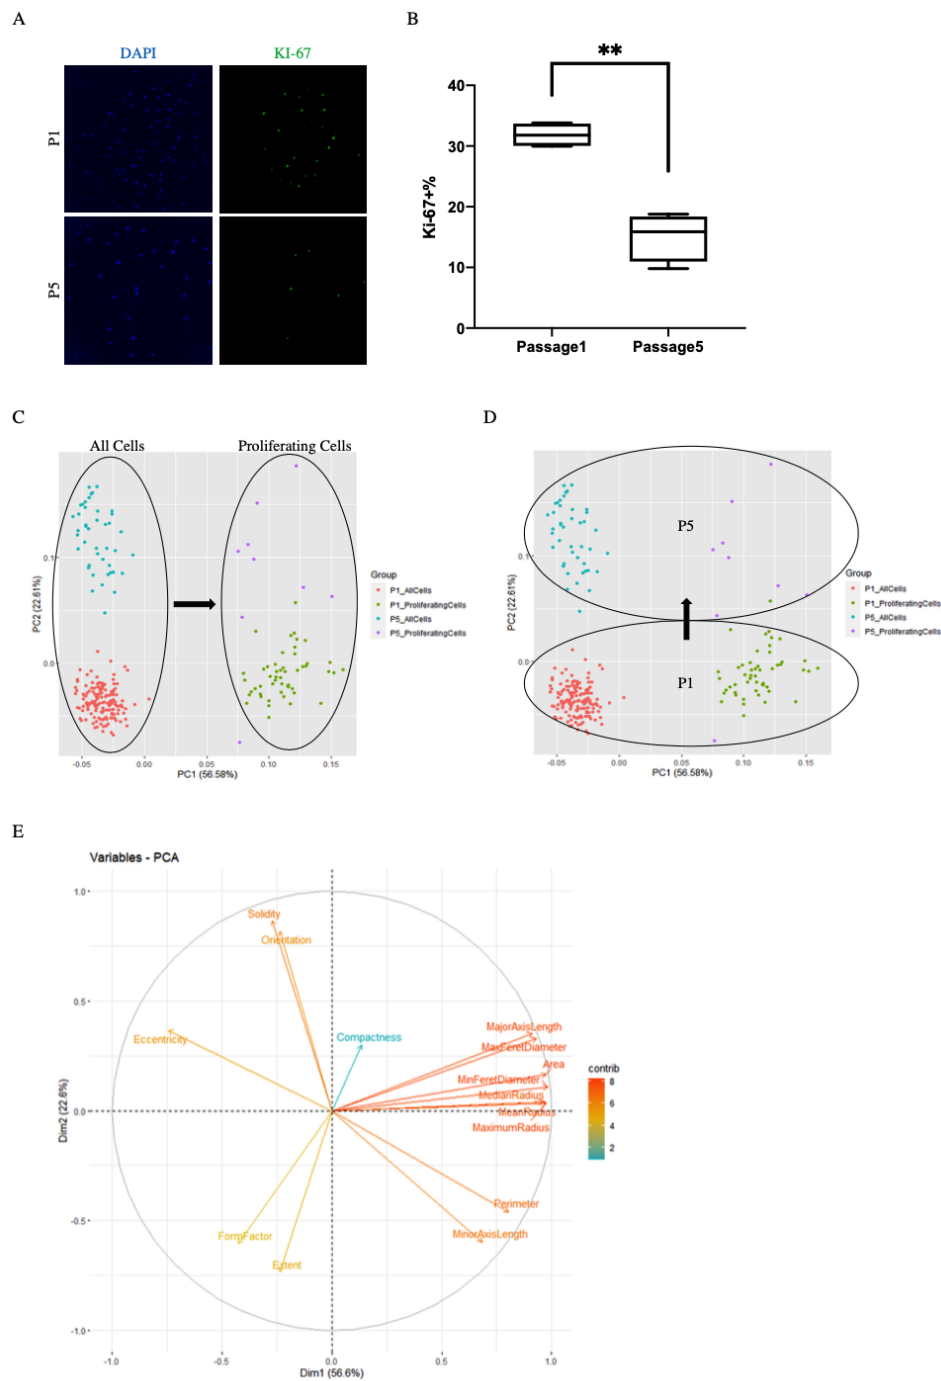 A
DAPI
KI-67
P1
P5
B
**
40
30
20
10
0
Ki-67+%
Passage1
Passage5
C
All Cells
Proliferating Cells
0.1
0.0
PC2 (22.61%)
-0.05
0.00
0.05
0.10
0.15
PC1 (56.58%)
Group
P1_AllCells
P1_ProliferatingCells
P5_AllCells
P5_ProliferatingCells
D
P5
P1
0.1
0.0
PC2 (22.61%)
-0.05
0.00
0.05
0.10
0.15
PC1 (56.58%)
Group
P1_AllCells
P1_ProliferatingCells
P5_AllCells
P5_ProliferatingCells
E
Variables - PCA
1.0
0.5
0.0
-0.5
-1.0
Dim2 (22.6%)
Solidity
Orientation
Eccentricity
Compactness
MajorAxisLength
MaxFeretDiameter
Area
MinFeretDiameter
MedianRadius
MeanRadius
MaximumRadius
Perimeter
MinorAxisLength
FormFactor
Extent
-1.0
-0.5
0.0
0.5
1.0
Dim1 (56.6%)
contrib
8
6
4
2